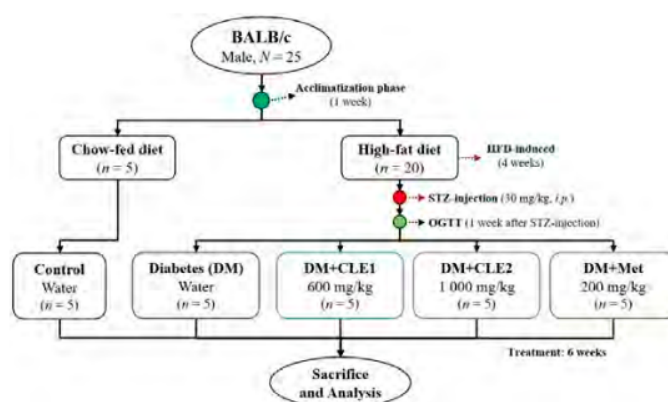 BALB/c
Male, N = 25
Acclimatization phase
(1 week)
Chow-fed diet
(n = 5)
High-fat diet
(n = 20)
HFD-induced
(4 weeks)
STZ-injection (30 mg/kg, i.p.)
OGTT (1 week after STZ-injection)
Control
Water
(n = 5)
Diabetes (DM)
Water
(n = 5)
DM+CLE1
600 mg/kg
(n = 5)
DM+CLE2
1 000 mg/kg
(n = 5)
DM+Met
200 mg/kg
(n = 5)
Treatment: 6 weeks
Sacrifice
and Analysis